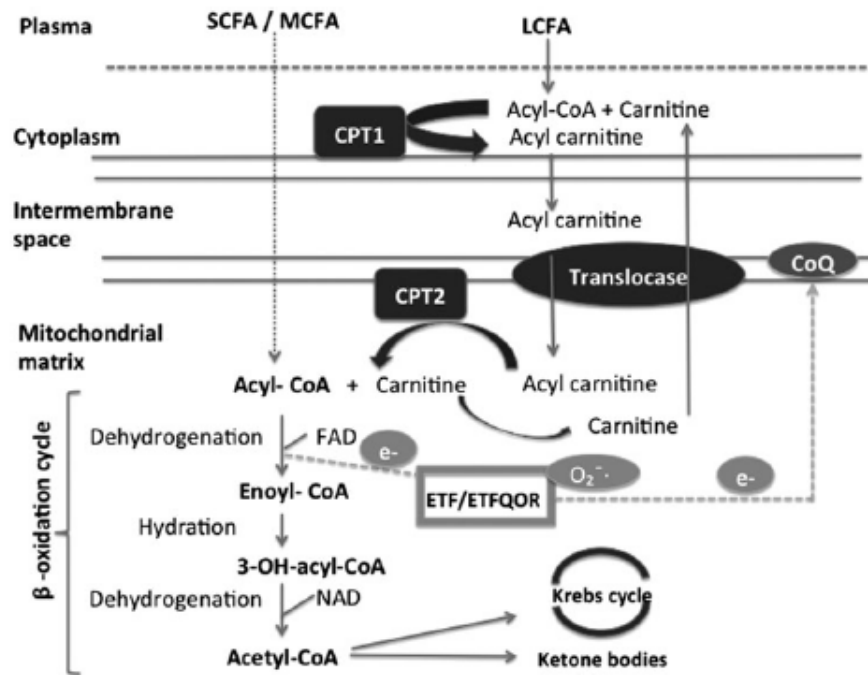 Plasma
SCFA / MCFA
LCFA
Acyl-CoA + Carnitine
CPT1
Cytoplasm
Acyl carnitine
Intermembrane
space
Acyl carnitine
Translocase
CoQ
CPT2
Mitochondrial
matrix
Acyl- CoA + Carnitine
Acyl carnitine
Carnitine
β -oxidation cycle
Dehydrogenation
FAD
e-
O₂⁻·
e-
Enoyl- CoA
ETF/ETFQOR
Hydration
3-OH-acyl-CoA
Dehydrogenation
NAD
Krebs cycle
Acetyl-CoA
Ketone bodies